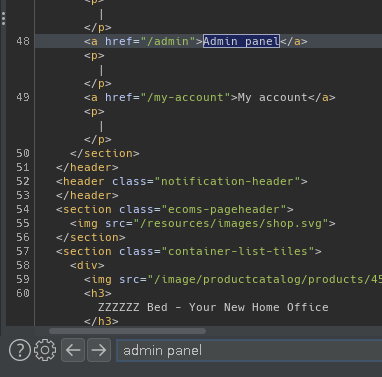 |
</p>
48 <a href="/admin">Admin panel</a>
<p>
|
</p>
49 <a href="/my-account">My account</a>
<p>
|
</p>
50 </section>
51 </header>
52 <header class="notification-header">
53 </header>
54 <section class="ecoms-pageheader">
55 <img src="/resources/images/shop.svg">
56 </section>
57 <section class="container-list-tiles">
58 <div>
59 <img src="/image/productcatalog/products/45
60 <h3>
ZZZZZZ Bed - Your New Home Office
</h3>
admin panel